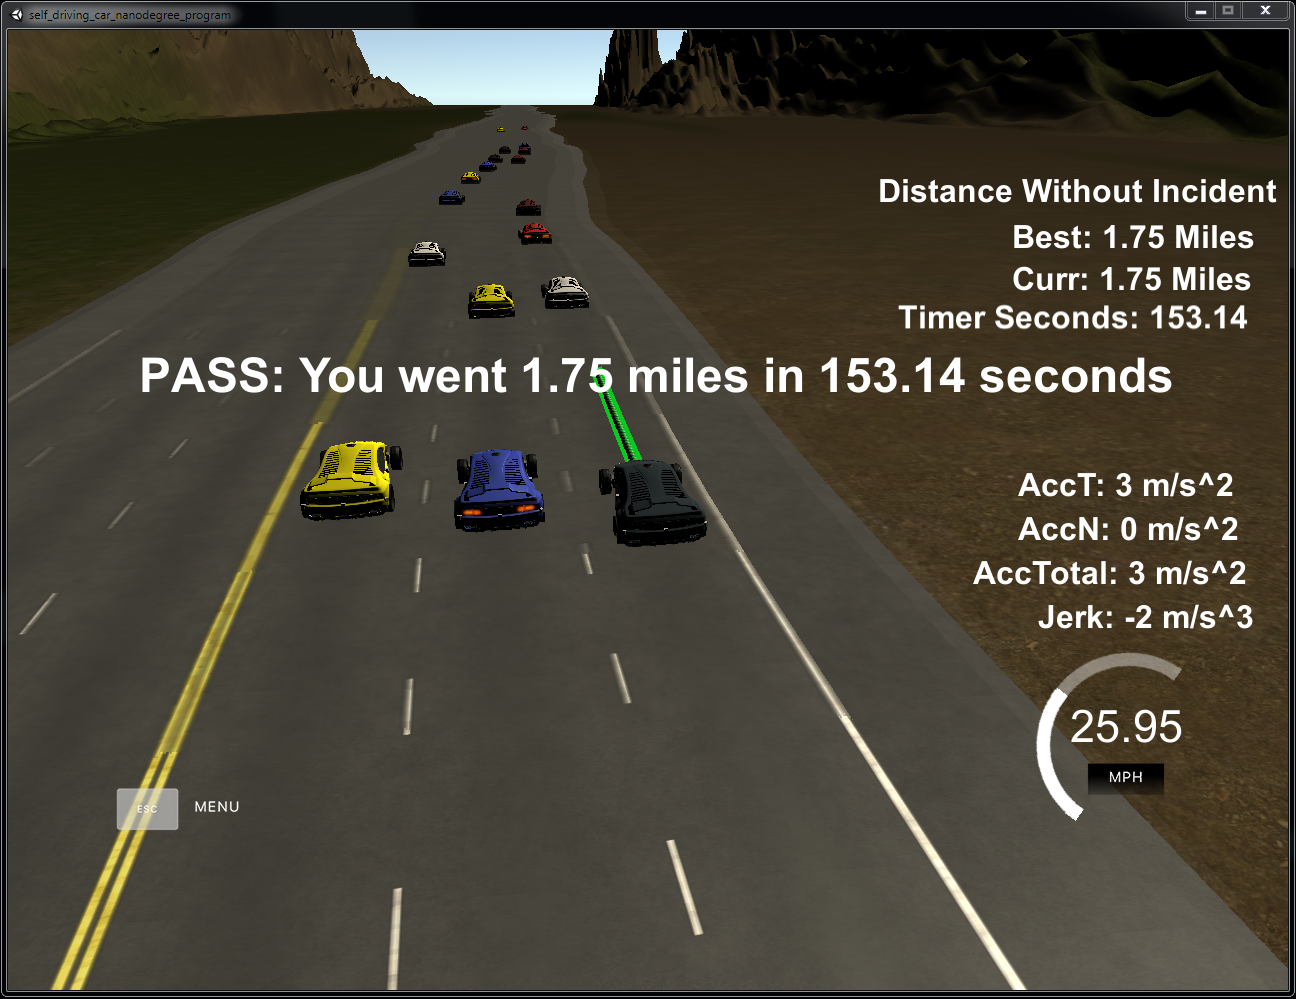 self_driving_car_nanodegree_program
Distance Without Incident
Best: 1.75 Miles
Curr: 1.75 Miles
Timer Seconds: 153.14
PASS: You went 1.75 miles in 153.14 seconds
AccT: 3 m/s^2
AccN: 0 m/s^2
AccTotal: 3 m/s^2
Jerk: -2 m/s^3
25.95
MPH
ESC MENU